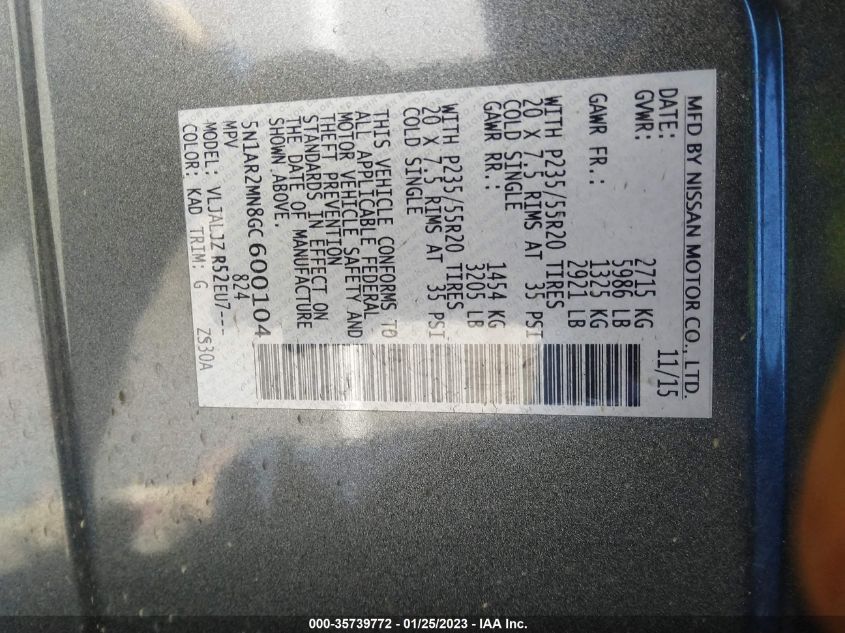 MFD BY NISSAN MOTOR CO., LTD.
DATE: 11/15
GVWR: 2715 KG
5986 LB
GAWR FR.: 1325 KG
2921 LB
WITH P235/55R20 TIRES
20 X 7.5 RIMS AT 35 PSI
COLD SINGLE
GAWR RR.: 1454 KG
3205 LB
WITH P235/55R20 TIRES
20 X 7.5 RIMS AT 35 PSI
COLD SINGLE
THIS VEHICLE CONFORMS TO
ALL APPLICABLE FEDERAL
MOTOR VEHICLE SAFETY AND
THEFT PREVENTION
STANDARDS IN EFFECT ON
THE DATE OF MANUFACTURE
SHOWN ABOVE.
5N1AR2MN8GC600104
MPV 824
MODEL: VLJALJZ R52EU7---
COLOR: KAD TRIM: G ZS30A
000-35739772 - 01/25/2023 - IAA Inc.